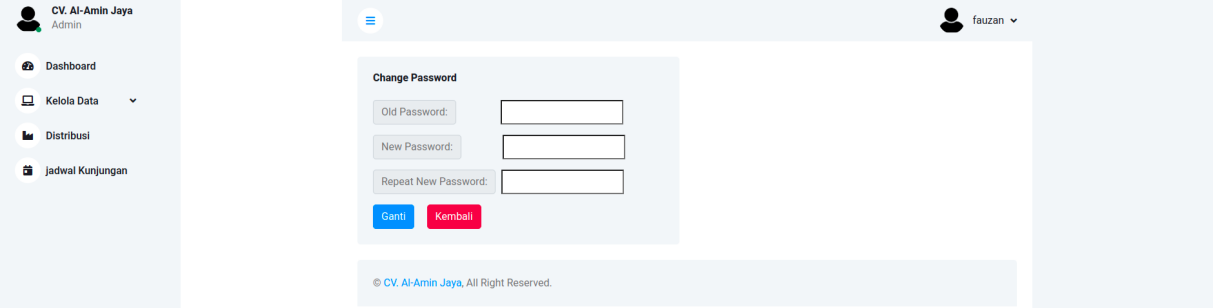 CV. Al-Amin Jaya
Admin
Dashboard
Kelola Data
Distribusi
jadwal Kunjungan
fauzan
Change Password
Old Password:
New Password:
Repeat New Password:
Ganti Kembali
© CV. Al-Amin Jaya, All Right Reserved.